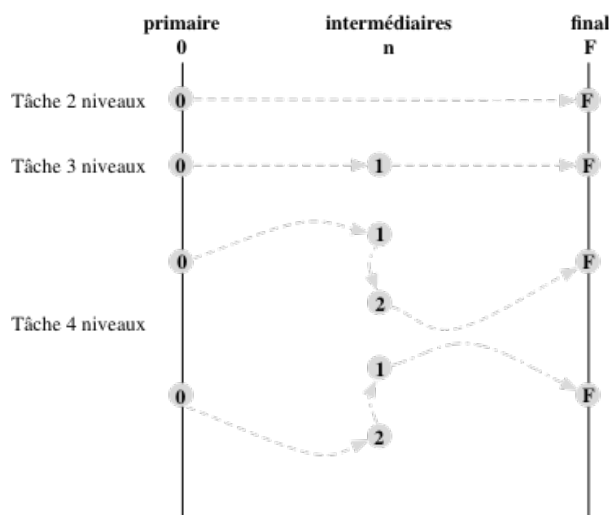 primaire intermédiaires final
0 n F
Tâche 2 niveaux 0 F
Tâche 3 niveaux 0 1 F
1
0 F
2
Tâche 4 niveaux
1
0 F
2